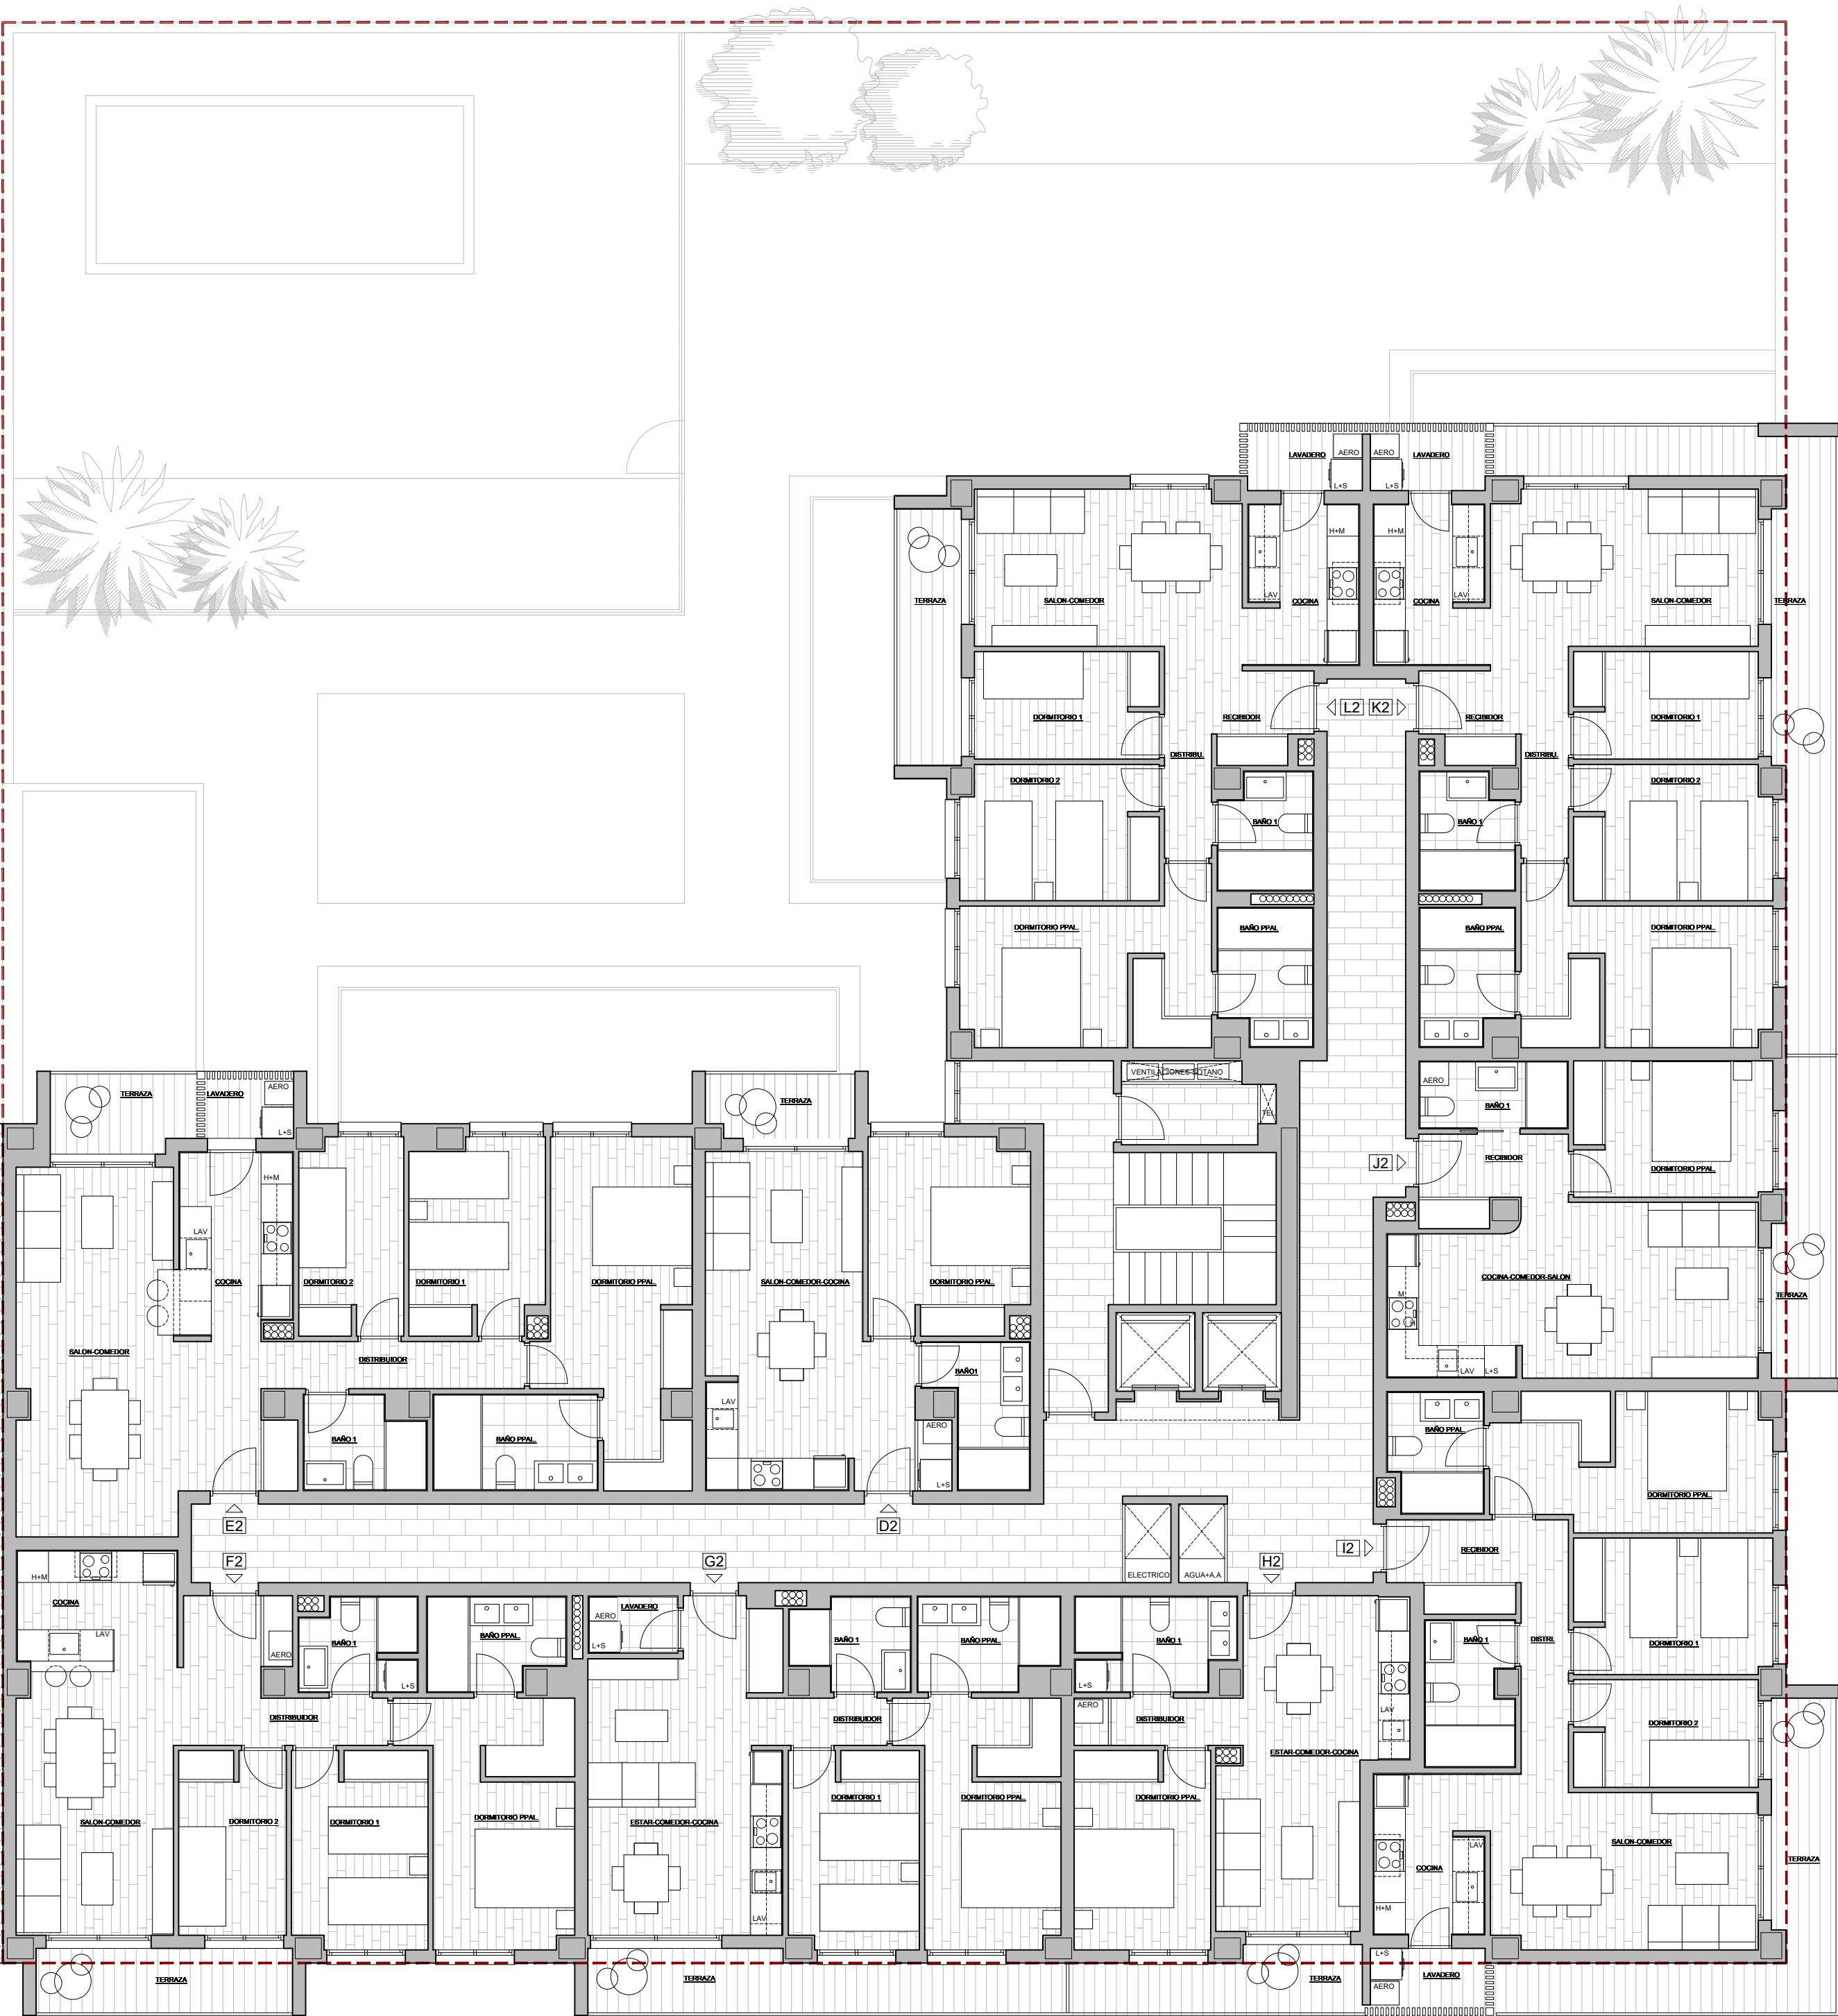 LAVADERO
AERO
AERO
LAVADERO
L+S
L+S
H+M
H+M
TERRAZA
SALON-COMEDOR
LAV
COCINA
COCINA
LAV
SALON-COMEDOR
TERRAZA
DORMITORIO 1
RECIBIDOR
L2
K2
RECIBIDOR
DORMITORIO 1
DISTRIBU.
DISTRIBU.
DORMITORIO 2
DORMITORIO 2
BAÑO 1
BAÑO 1
DORMITORIO PPAL.
BAÑO PPAL
BAÑO PPAL
DORMITORIO PPAL.
VENTILACIONES SOTANO
TEL
AERO
BAÑO 1
J2
RECIBIDOR
DORMITORIO PPAL.
TERRAZA
LAVADERO
AERO
L+S
TERRAZA
H+M
LAV
COCINA
DORMITORIO 2
DORMITORIO 1
DORMITORIO PPAL.
SALON-COMEDOR-COCINA
DORMITORIO PPAL.
COCINA-COMEDOR-SALON
M
H
TERRAZA
SALON-COMEDOR
DISTRIBUIDOR
BAÑO1
LAV
L+S
LAV
AERO
BAÑO 1
BAÑO PPAL.
L+S
BAÑO PPAL.
DORMITORIO PPAL.
E2
D2
F2
G2
H2
I2
RECIBIDOR
ELECTRICO
AGUA+A.A
H+M
COCINA
LAV
AERO
BAÑO 1
L+S
BAÑO PPAL.
LAVADERO
AERO
L+S
BAÑO 1
BAÑO PPAL.
BAÑO 1
L+S
AERO
BAÑO 1
DISTRI.
DORMITORIO 1
DISTRIBUIDOR
DISTRIBUIDOR
DISTRIBUIDOR
LAV
DORMITORIO 2
ESTAR-COMEDOR-COCINA
SALON-COMEDOR
DORMITORIO 2
DORMITORIO 1
DORMITORIO PPAL.
ESTAR-COMEDOR-COCINA
DORMITORIO 1
DORMITORIO PPAL.
DORMITORIO PPAL.
LAV
COCINA
SALON-COMEDOR
TERRAZA
H+M
LAV
L+S
TERRAZA
TERRAZA
TERRAZA
AERO
LAVADERO